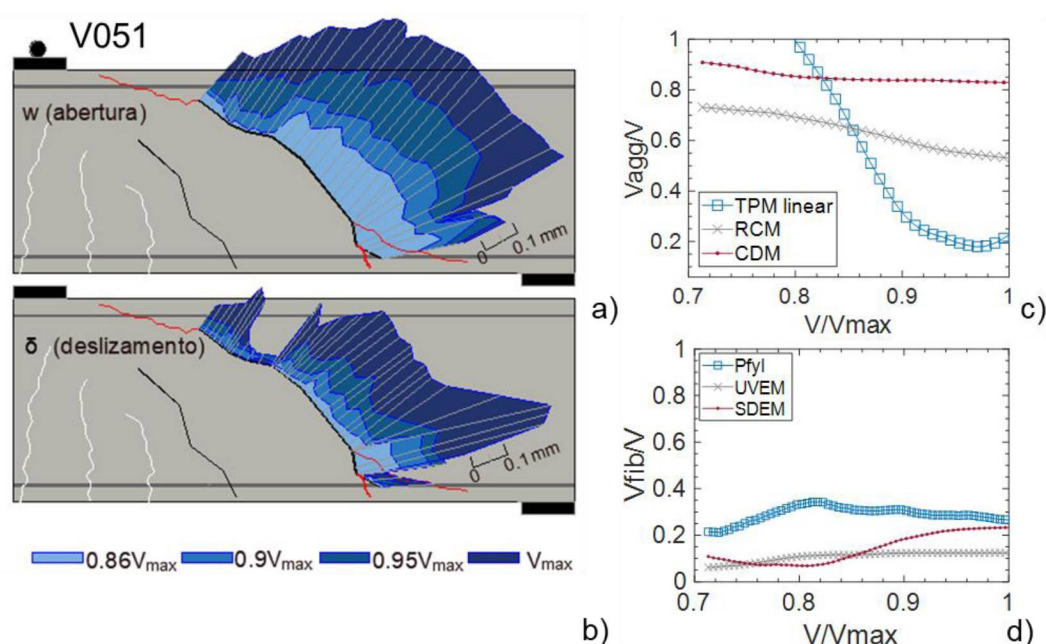 V051
w (abertura)
0 0.1 mm
a)
δ (deslizamento)
0 0.1 mm
0.86Vmax 0.9Vmax 0.95Vmax Vmax
b)
Vagg/V
1
0.8
0.6
0.4
0.2
TPM linear
RCM
CDM
0.7 0.8 0.9 1
V/Vmax
c)
Vfib/V
1
0.8
0.6
0.4
0.2
0
Pfyl
UVEM
SDEM
0.7 0.8 0.9 1
V/Vmax
d)